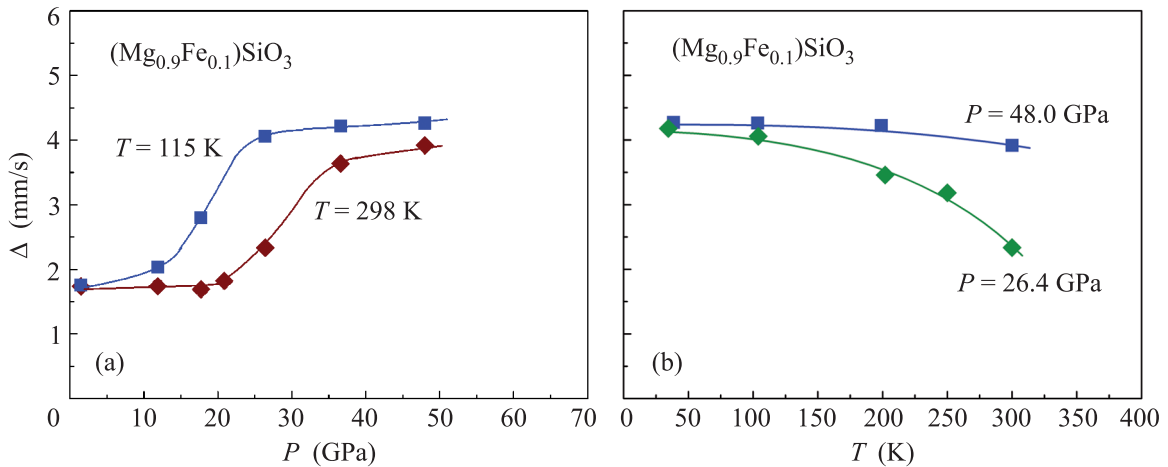 6
5
4
3
2
1
0
Δ (mm/s)
(Mg0.9Fe0.1)SiO3
T = 115 K
T = 298 K
(a)
10 20 30 40 50 60 70
P (GPa)
(Mg0.9Fe0.1)SiO3
P = 48.0 GPa
P = 26.4 GPa
(b)
0 50 100 150 200 250 300 350 400
T (K)